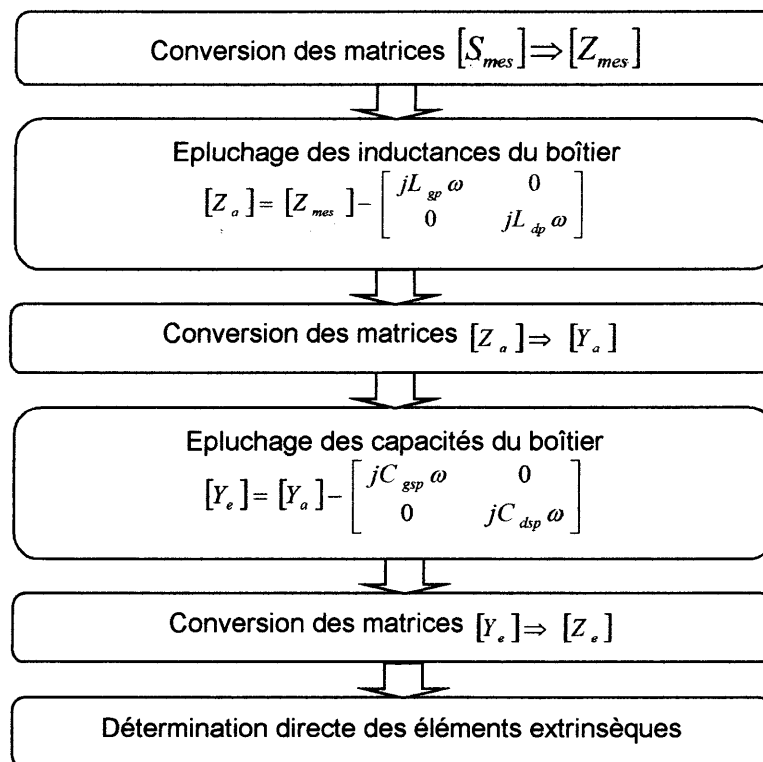 Conversion des matrices [S_mes] ⇒ [Z_mes]
Epluchage des inductances du boîtier
[Z_a] = [Z_mes] − [ jL_gp ω 0
0 jL_dp ω ]
Conversion des matrices [Z_a] ⇒ [Y_a]
Epluchage des capacités du boîtier
[Y_e] = [Y_a] − [ jC_gsp ω 0
0 jC_dsp ω ]
Conversion des matrices [Y_e] ⇒ [Z_e]
Détermination directe des éléments extrinsèques